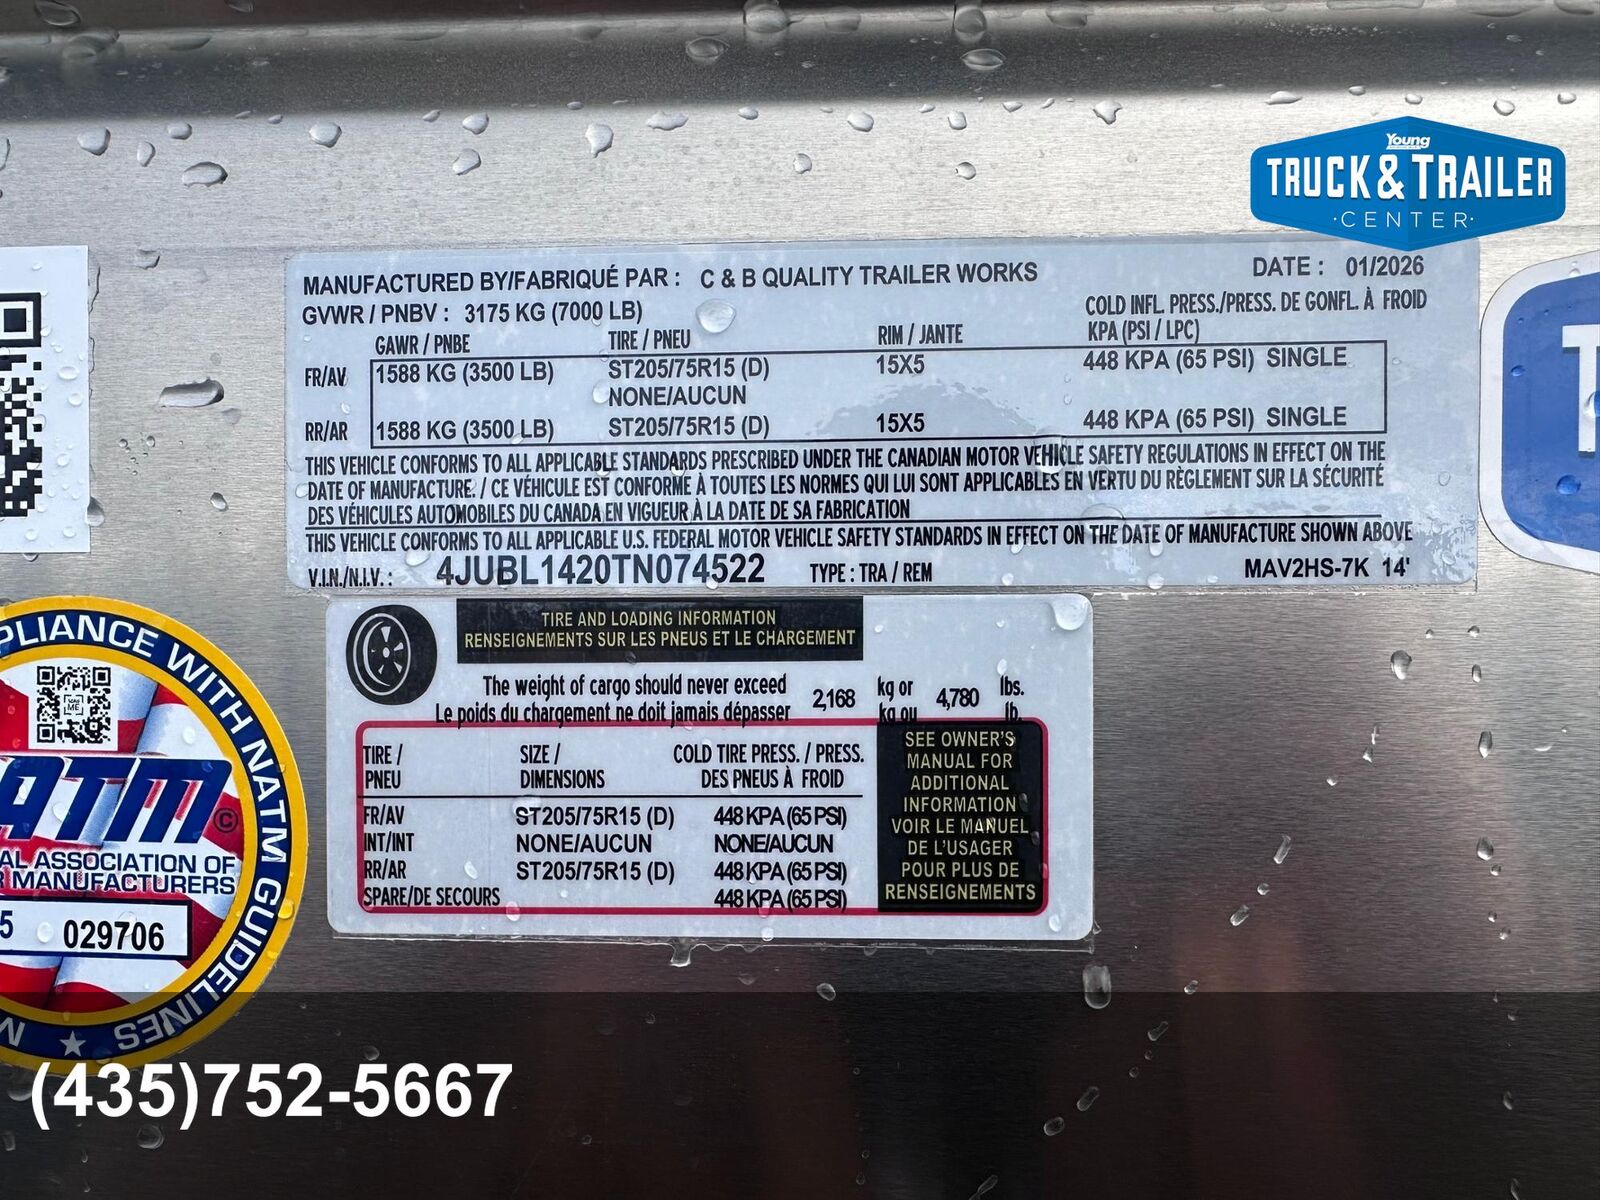 Young
TRUCK & TRAILER
·CENTER·
MANUFACTURED BY/FABRIQUÉ PAR : C & B QUALITY TRAILER WORKS DATE : 01/2026
GVWR / PNBV : 3175 KG (7000 LB) COLD INFL. PRESS./PRESS. DE GONFL. À FROID
GAWR / PNBE TIRE / PNEU RIM / JANTE KPA (PSI / LPC)
FR/AV 1588 KG (3500 LB) ST205/75R15 (D) 15X5 448 KPA (65 PSI) SINGLE
NONE/AUCUN
RR/AR 1588 KG (3500 LB) ST205/75R15 (D) 15X5 448 KPA (65 PSI) SINGLE
THIS VEHICLE CONFORMS TO ALL APPLICABLE STANDARDS PRESCRIBED UNDER THE CANADIAN MOTOR VEHICLE SAFETY REGULATIONS IN EFFECT ON THE
DATE OF MANUFACTURE. / CE VÉHICULE EST CONFORME À TOUTES LES NORMES QUI LUI SONT APPLICABLES EN VERTU DU RÈGLEMENT SUR LA SÉCURITÉ
DES VÉHICULES AUTOMOBILES DU CANADA EN VIGUEUR À LA DATE DE SA FABRICATION
THIS VEHICLE CONFORMS TO ALL APPLICABLE U.S. FEDERAL MOTOR VEHICLE SAFETY STANDARDS IN EFFECT ON THE DATE OF MANUFACTURE SHOWN ABOVE
V.I.N./N.I.V. : 4JUBL1420TN074522 TYPE : TRA / REM MAV2HS-7K 14'
TIRE AND LOADING INFORMATION
RENSEIGNEMENTS SUR LES PNEUS ET LE CHARGEMENT
The weight of cargo should never exceed 2,168 kg or 4,780 lbs.
Le poids du chargement ne doit jamais dépasser kg ou lb.
TIRE / SIZE / COLD TIRE PRESS. / PRESS.
PNEU DIMENSIONS DES PNEUS À FROID
FR/AV ST205/75R15 (D) 448 KPA (65 PSI)
INT/INT NONE/AUCUN NONE/AUCUN
RR/AR ST205/75R15 (D) 448 KPA (65 PSI)
SPARE/DE SECOURS 448 KPA (65 PSI)
SEE OWNER'S
MANUAL FOR
ADDITIONAL
INFORMATION
VOIR LE MANUEL
DE L'USAGER
POUR PLUS DE
RENSEIGNEMENTS
PLIANCE WITH NATM GUIDELINES
ATM ©
AL ASSOCIATION OF
R MANUFACTURERS
5 029706
T
(435)752-5667